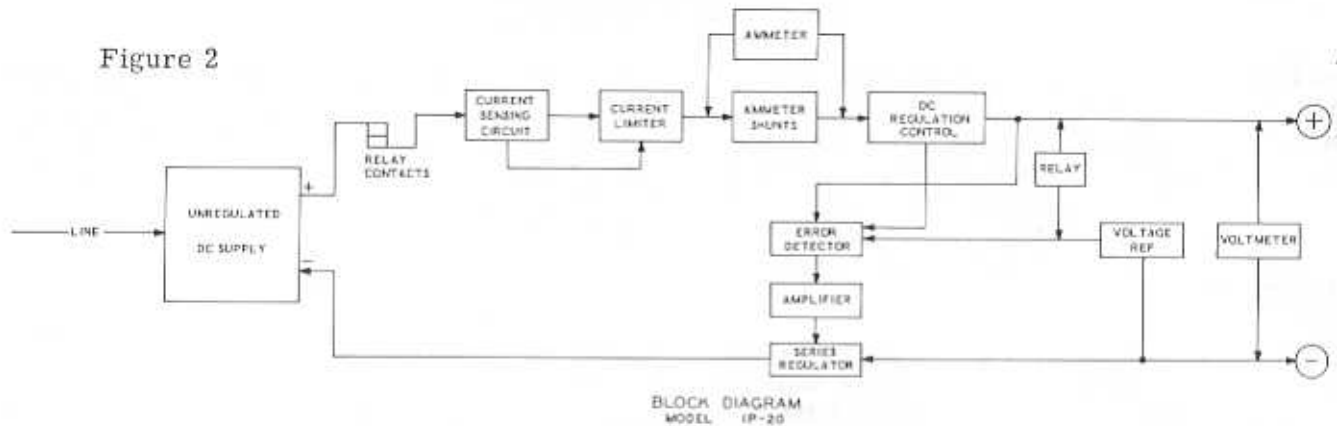 Figure 2
AMMETER
CURRENT
SENSING
CIRCUIT
CURRENT
LIMITER
AMMETER
SHUNTS
DC
REGULATION
CONTROL
+
RELAY
CONTACTS
RELAY
+
UNREGULATED
DC SUPPLY
LINE
−
ERROR
DETECTOR
VOLTAGE
REF
VOLTMETER
AMPLIFIER
SERIES
REGULATOR
−
BLOCK DIAGRAM
MODEL IP-20